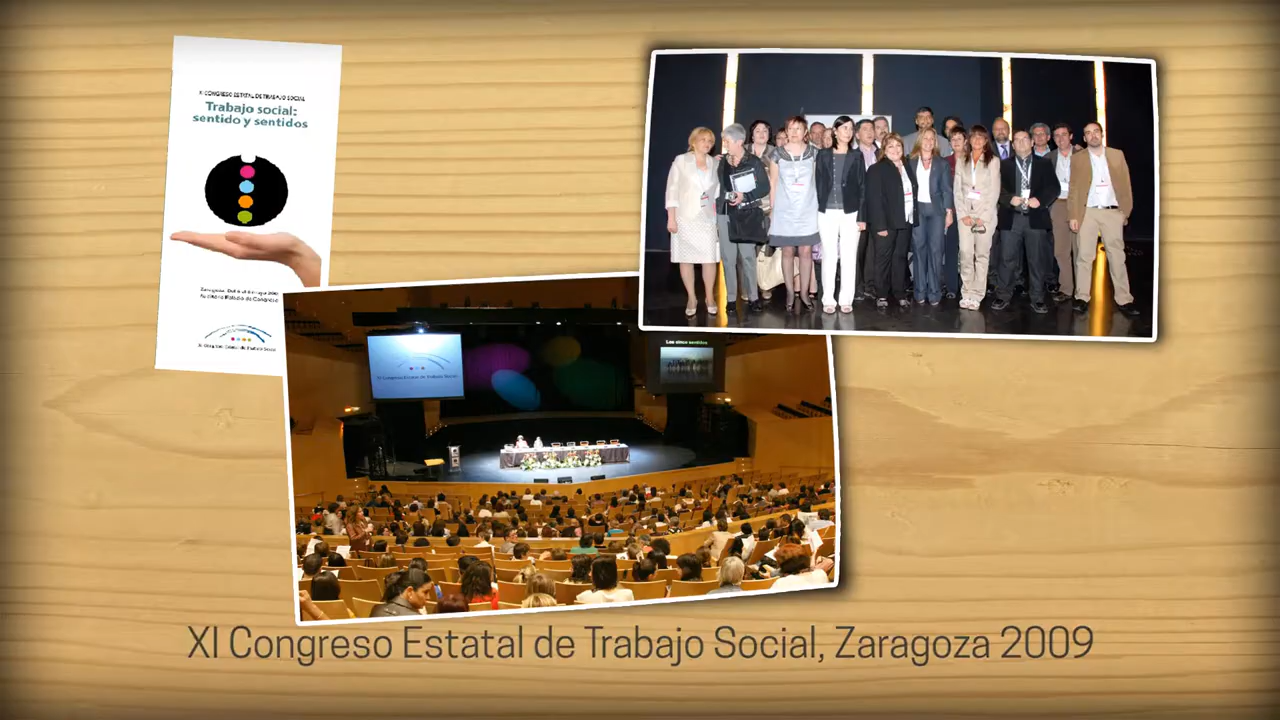 XI CONGRESO ESTATAL DE TRABAJO SOCIAL
Trabajo social:
sentido y sentidos
XI Congreso Estatal de Trabajo Social
Los cinco sentidos
XI Congreso Estatal de Trabajo Social, Zaragoza 2009